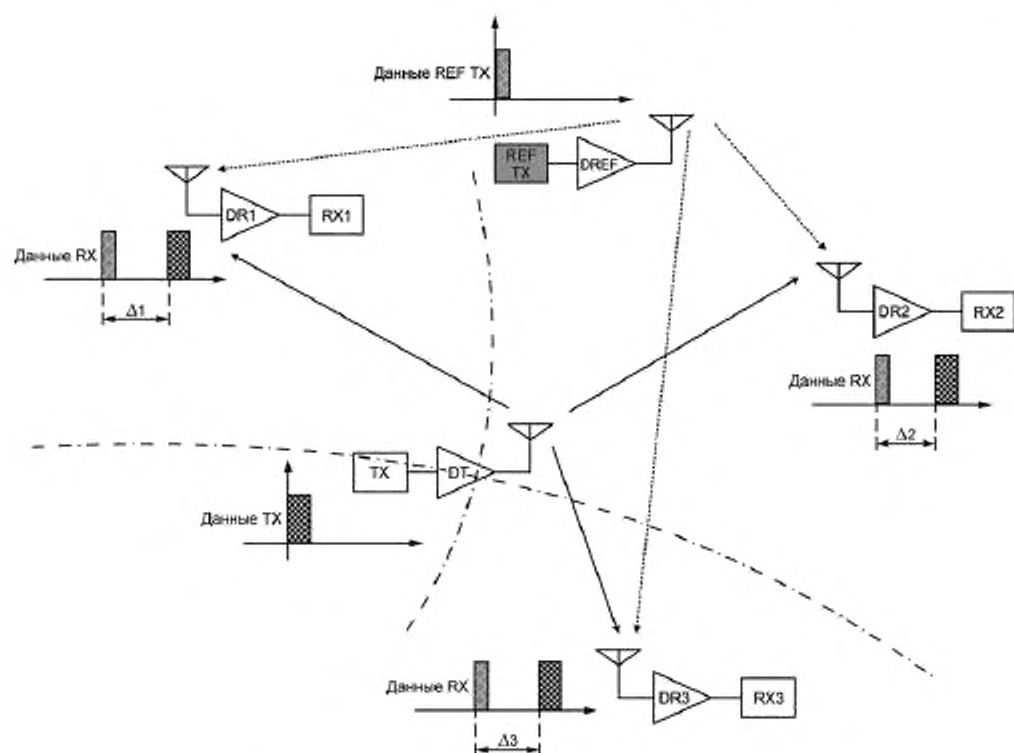 Данные REF TX
REF
TX
DREF
DR1
RX1
Данные RX
Δ1
DR2
RX2
Данные RX
Δ2
TX
DT
Данные TX
Данные RX
DR3
RX3
Δ3